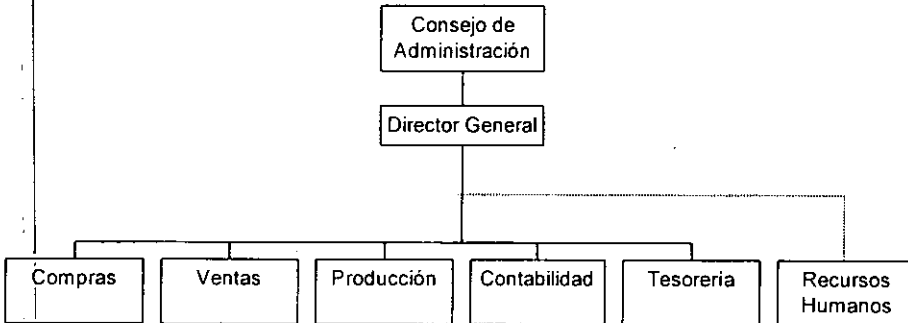 Consejo de
Administración
Director General
Compras
Ventas
Producción
Contabilidad
Tesoreria
Recursos
Humanos